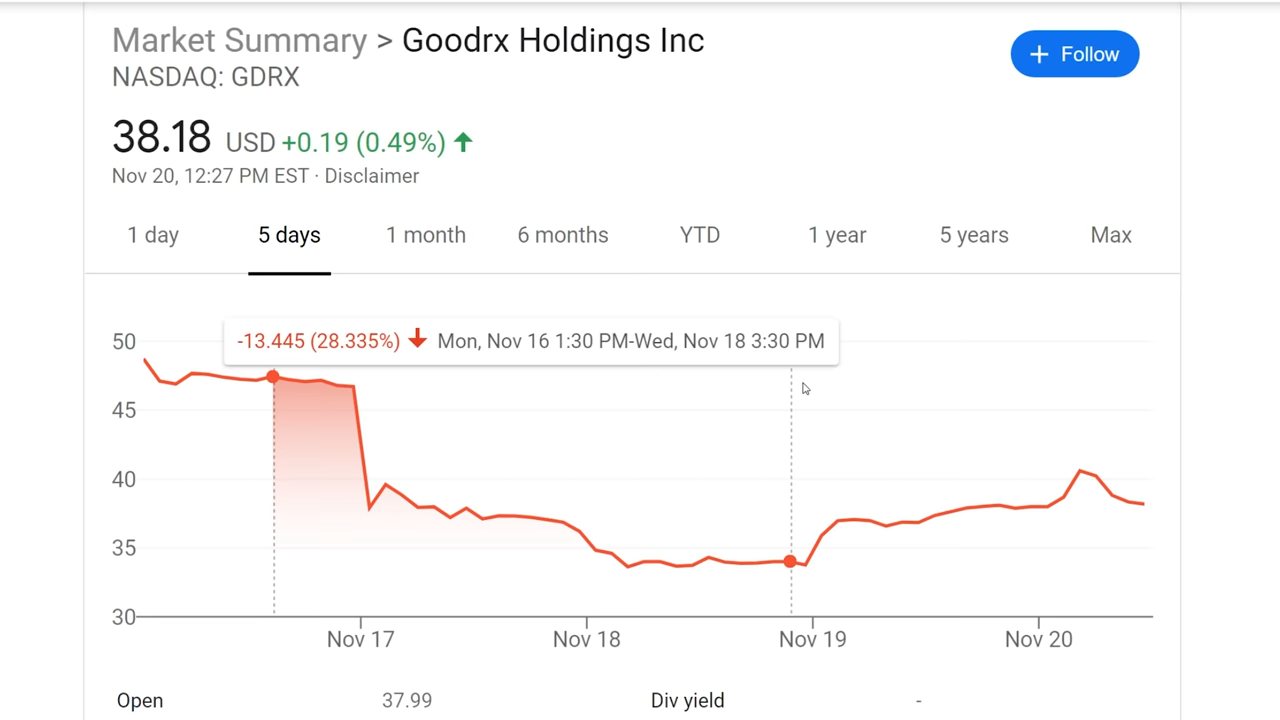 Market Summary > Goodrx Holdings Inc
+ Follow
NASDAQ: GDRX
38.18 USD +0.19 (0.49%)
Nov 20, 12:27 PM EST · Disclaimer
1 day 5 days 1 month 6 months YTD 1 year 5 years Max
50
-13.445 (28.335%) Mon, Nov 16 1:30 PM-Wed, Nov 18 3:30 PM
45
40
35
30
Nov 17 Nov 18 Nov 19 Nov 20
Open 37.99 Div yield -